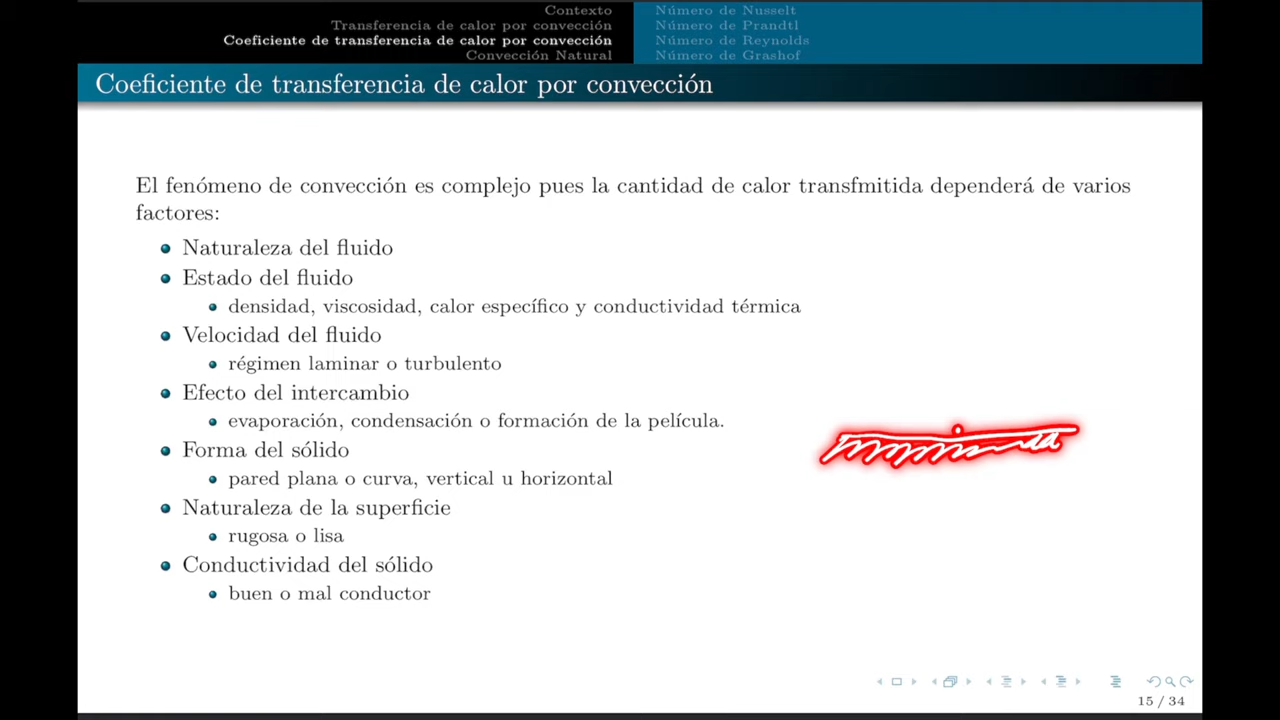 Contexto
Transferencia de calor por convección
Coeficiente de transferencia de calor por convección
Convección Natural
Número de Nusselt
Número de Prandtl
Número de Reynolds
Número de Grashof
Coeficiente de transferencia de calor por convección
El fenómeno de convección es complejo pues la cantidad de calor transfmitida dependerá de varios
factores:
Naturaleza del fluido
Estado del fluido
densidad, viscosidad, calor específico y conductividad térmica
Velocidad del fluido
régimen laminar o turbulento
Efecto del intercambio
evaporación, condensación o formación de la película.
Forma del sólido
pared plana o curva, vertical u horizontal
Naturaleza de la superficie
rugosa o lisa
Conductividad del sólido
buen o mal conductor
15 / 34